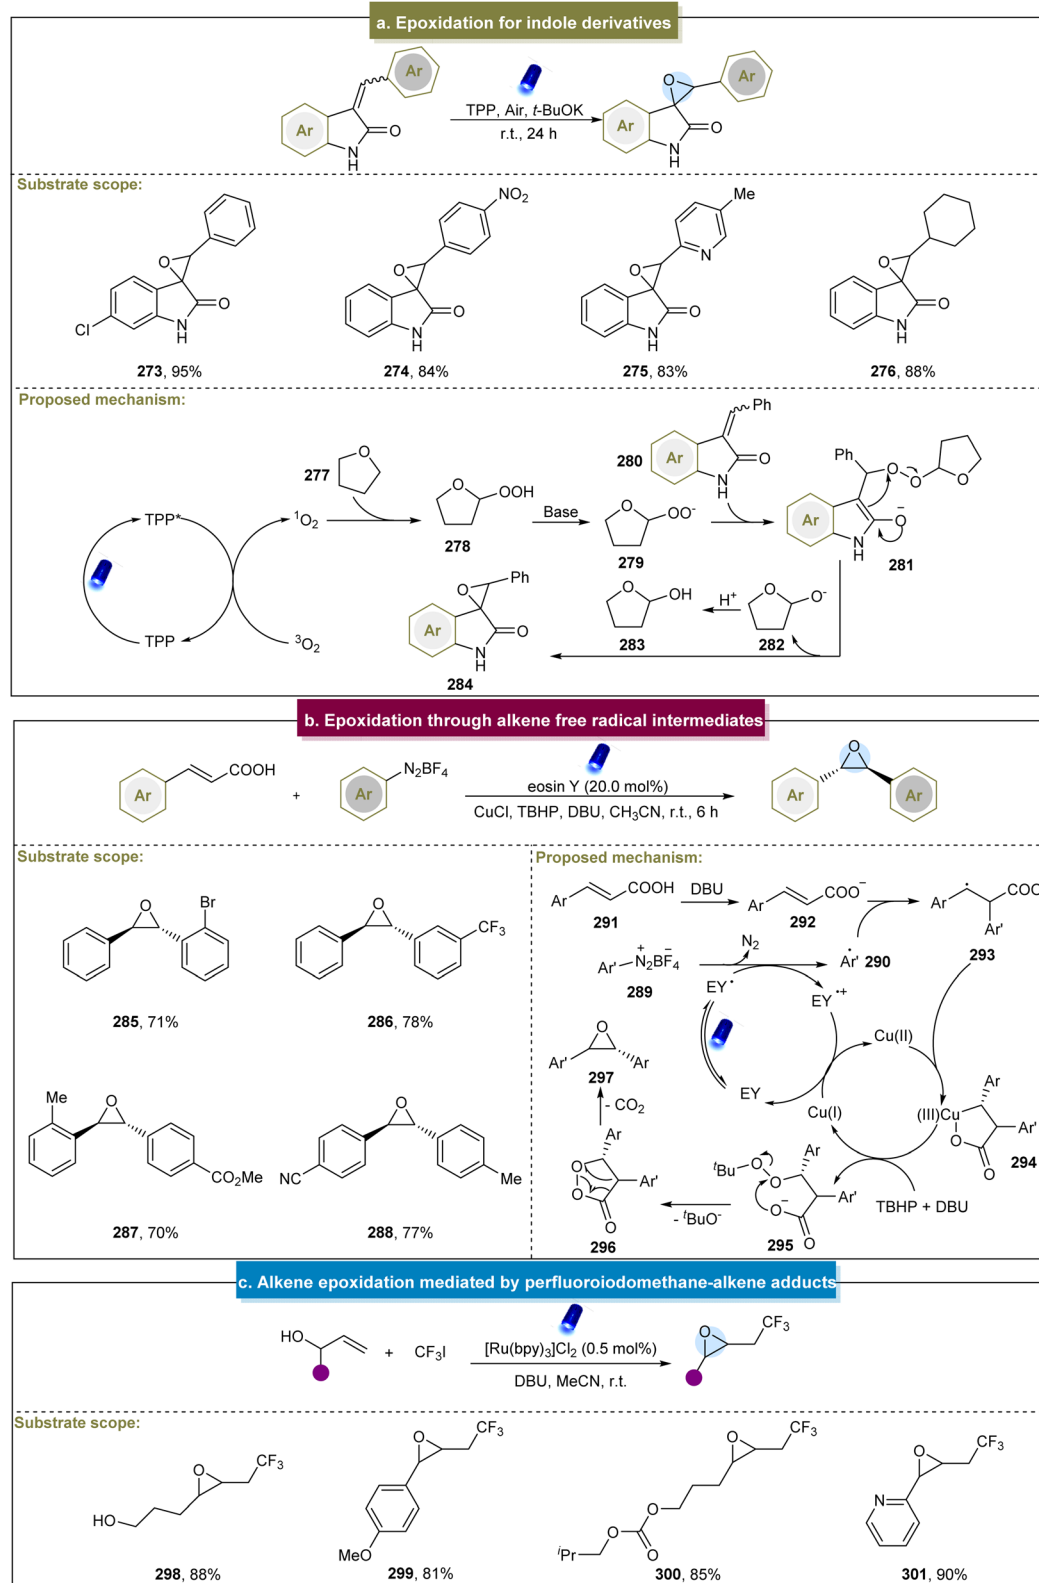 a. Epoxidation for indole derivatives
Ar
Ar
O
N
H
TPP, Air, t-BuOK
r.t., 24 h
O
Ar
Ar
O
N
H
Substrate scope:
O
O
Cl
N
H
273, 95%
NO2
O
O
N
H
274, 84%
Me
N
O
O
N
H
275, 83%
O
O
N
H
276, 88%
Proposed mechanism:
TPP*
TPP
1O2
3O2
277
O
O
OOH
278
Base
O
OO-
279
280
Ph
Ar
O
N
H
Ph
O
O
O
Ar
O
−
NH
281
O
Ph
Ar
O
N
H
284
O
OH
283
H+
O
O-
282
b. Epoxidation through alkene free radical intermediates
Ar
COOH
+
Ar
N2BF4
eosin Y (20.0 mol%)
CuCl, TBHP, DBU, CH3CN, r.t., 6 h
O
Ar
Ar
Substrate scope:
O
Br
285, 71%
O
CF3
286, 78%
Me
O
CO2Me
287, 70%
O
NC
Me
288, 77%
Proposed mechanism:
Ar
COOH
291
DBU
Ar
COO−
292
Ar
COO
Ar'
293
Ar'
+
−
N2BF4
289
N2
Ar'
290
EY
EY•+
EY
Cu(II)
Cu(I)
(III)Cu
Ar
Ar'
O
O
294
TBHP + DBU
O
Ar'
Ar
297
- CO2
Ar
O
O
Ar'
O
296
- tBuO-
tBu
O
O
Ar
Ar'
O
−
O
295
c. Alkene epoxidation mediated by perfluoroiodomethane-alkene adducts
HO
+
CF3I
[Ru(bpy)3]Cl2 (0.5 mol%)
DBU, MeCN, r.t.
O
CF3
Substrate scope:
O
CF3
HO
298, 88%
O
CF3
MeO
299, 81%
O
CF3
O
iPr
O
O
300, 85%
O
CF3
N
301, 90%